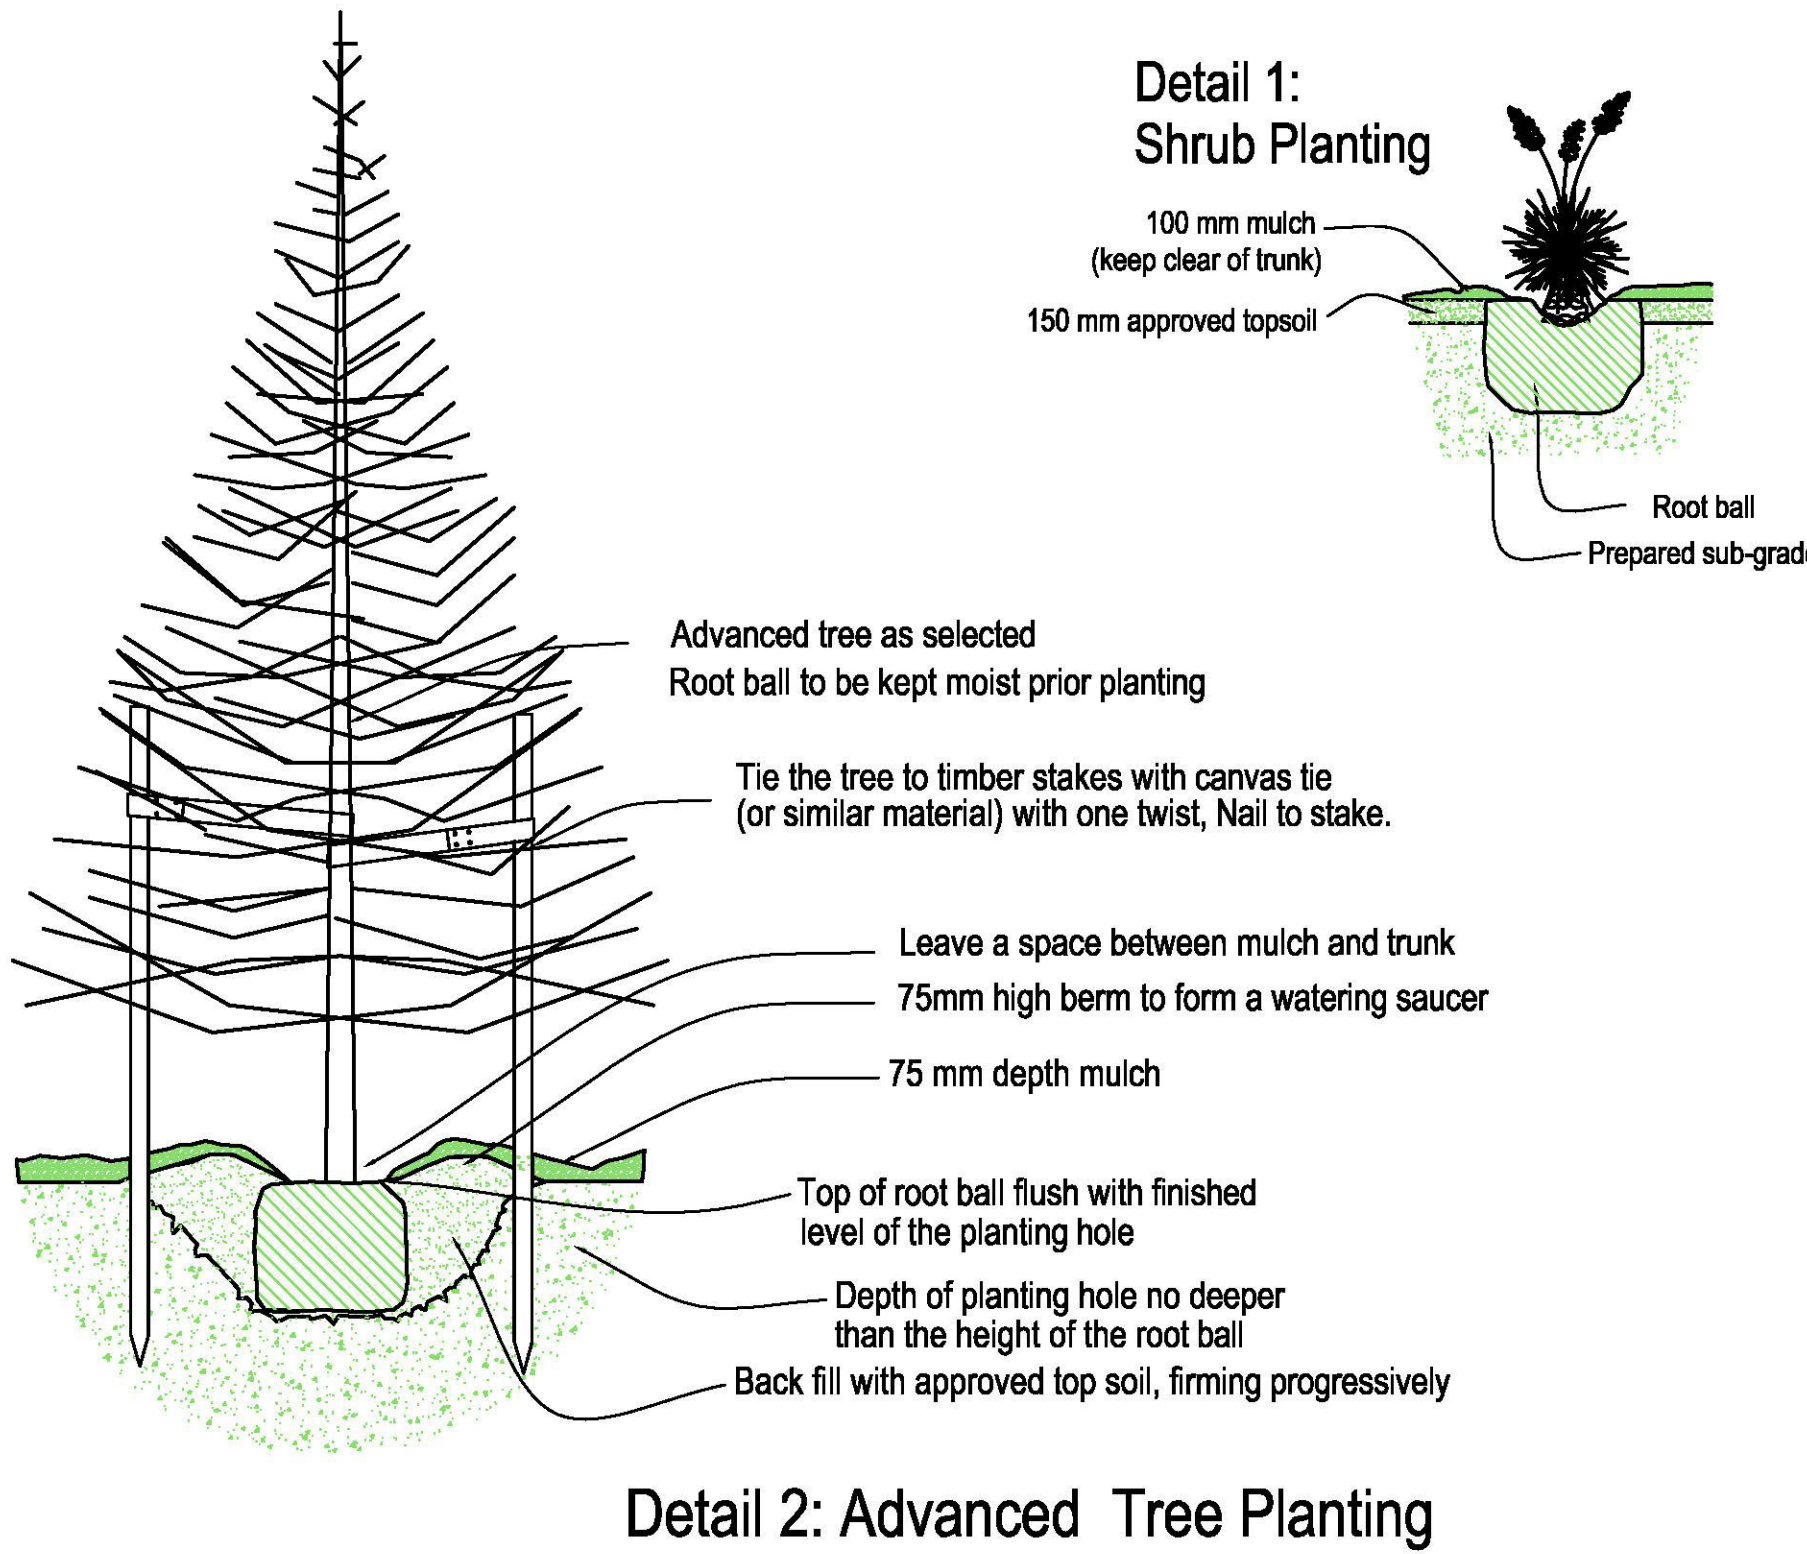 Detail 1:
Shrub Planting
100 mm mulch
(keep clear of trunk)
150 mm approved topsoil
Root ball
Prepared sub-grade
Advanced tree as selected
Root ball to be kept moist prior planting
Tie the tree to timber stakes with canvas tie
(or similar material) with one twist, Nail to stake.
Leave a space between mulch and trunk
75mm high berm to form a watering saucer
75 mm depth mulch
Top of root ball flush with finished
level of the planting hole
Depth of planting hole no deeper
than the height of the root ball
Back fill with approved top soil, firming progressively
Detail 2: Advanced Tree Planting